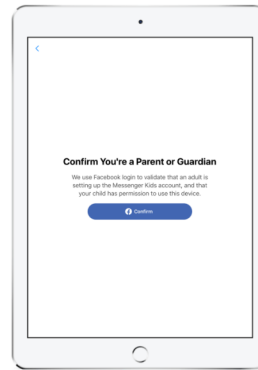 Confirm You're a Parent or Guardian
We use Facebook login to validate that an adult is
setting up the Messenger Kids account, and that
your child has permission to use this device.
Confirm